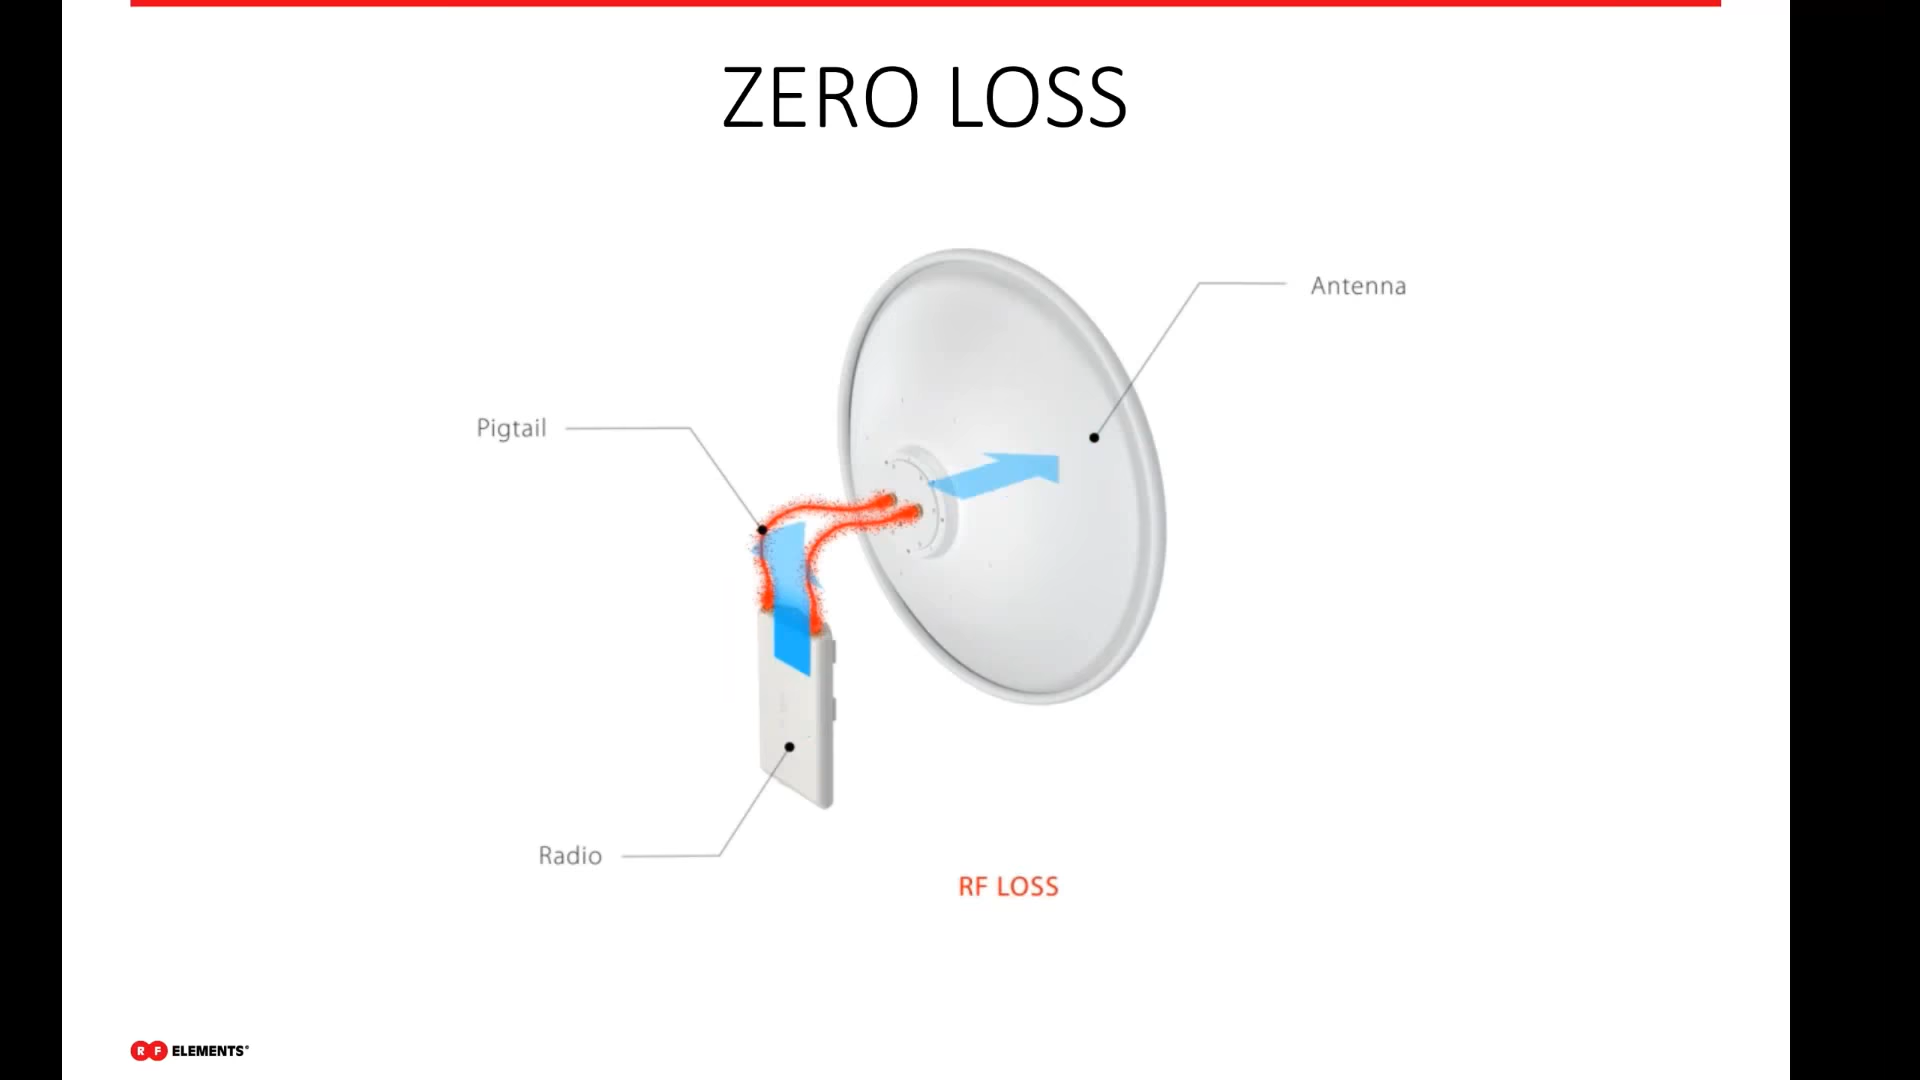 ZERO LOSS
Antenna
Pigtail
Radio
RF LOSS
RF ELEMENTS®